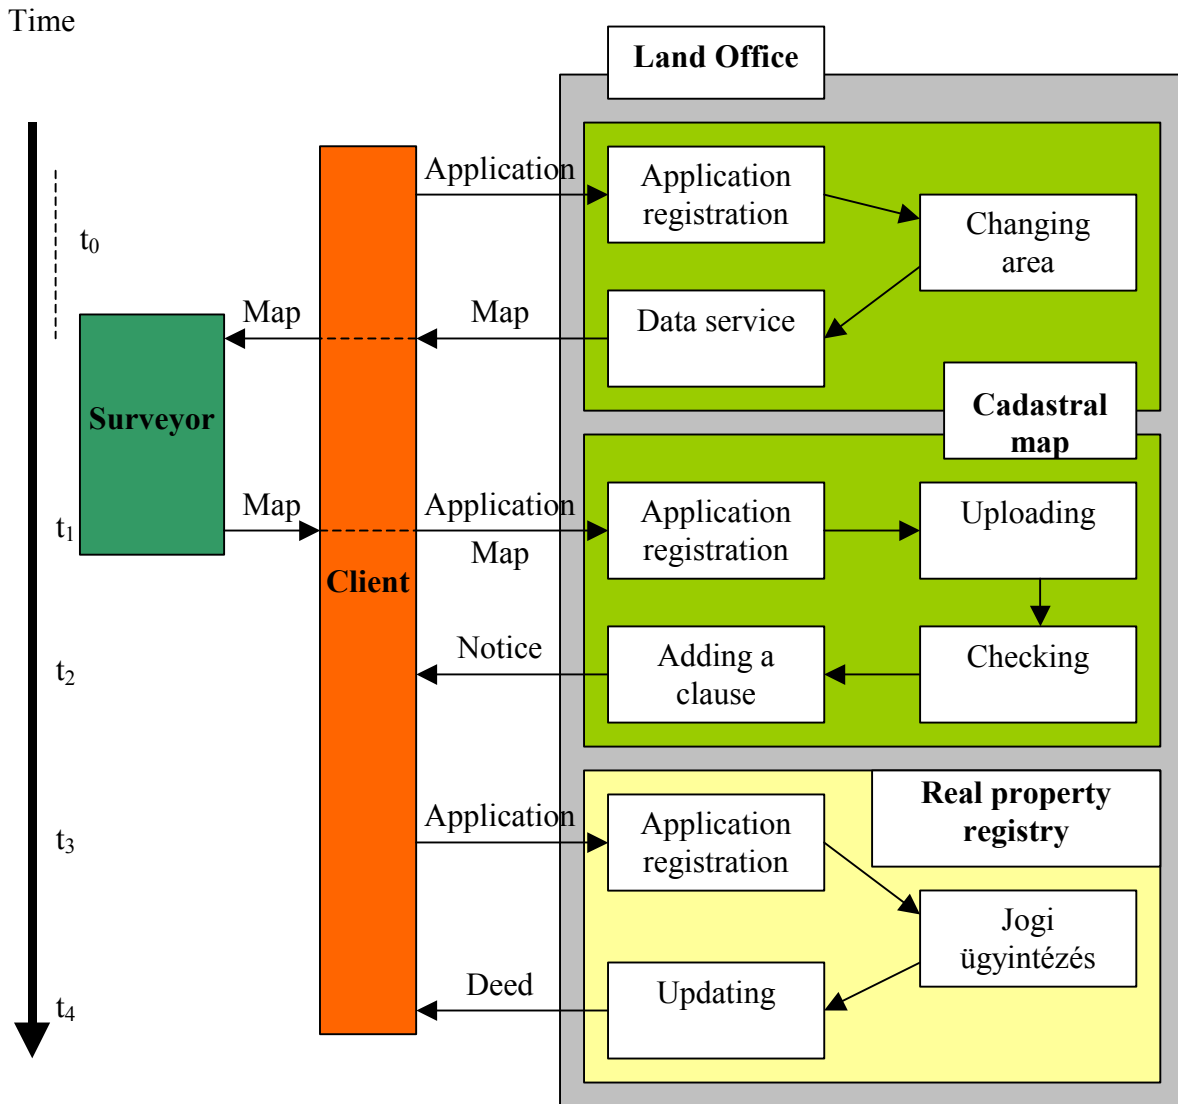 Time
Land Office
Application
Application
registration
Changing
area
t0
Map
Map
Data service
Surveyor
Cadastral
map
t1
Map
Application
Map
Application
registration
Uploading
Client
t2
Notice
Adding a
clause
Checking
Real property
registry
t3
Application
Application
registration
Jogi
ügyintézés
t4
Deed
Updating